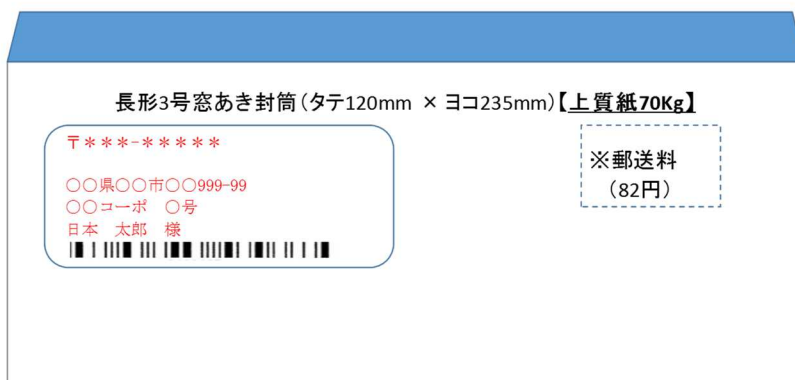 長形3号窓あき封筒（タテ120mm × ヨコ235mm）【上質紙70Kg】
〒***-*****
○○県○○市○○999-99
○○コーポ ○号
日本 太郎 様
※郵送料
（82円）